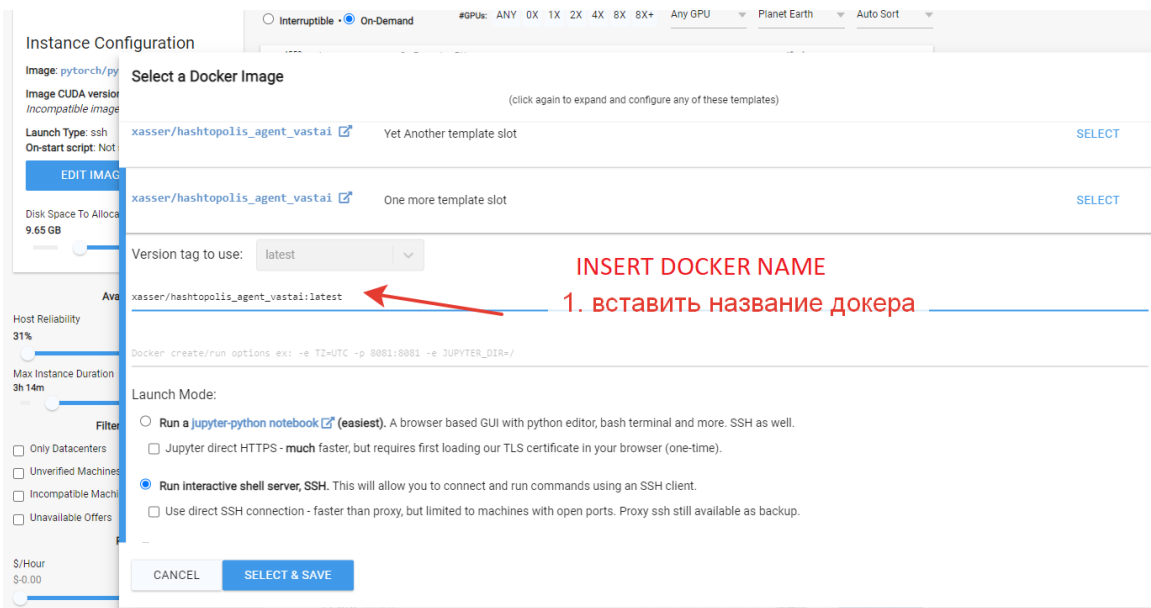 Interruptible · On-Demand #GPUs: ANY 0X 1X 2X 4X 8X 8X+ Any GPU Planet Earth Auto Sort
Instance Configuration
Image: pytorch/py
Image CUDA version
Incompatible image
Launch Type: ssh
On-start script: Not
EDIT IMAG
Disk Space To Alloca
9.65 GB
Ava
Host Reliability
31%
Max Instance Duration
3h 14m
Filter
Only Datacenters
Unverified Machines
Incompatible Machi
Unavailable Offers
$/Hour
$-0.00
Select a Docker Image
(click again to expand and configure any of these templates)
xasser/hashtopolis_agent_vastai Yet Another template slot SELECT
xasser/hashtopolis_agent_vastai One more template slot SELECT
Version tag to use: latest
INSERT DOCKER NAME
xasser/hashtopolis_agent_vastai:latest
1. вставить название докера
Docker create/run options ex: -e TZ=UTC -p 8081:8081 -e JUPYTER_DIR=/
Launch Mode:
Run a jupyter-python notebook (easiest). A browser based GUI with python editor, bash terminal and more. SSH as well.
Jupyter direct HTTPS - much faster, but requires first loading our TLS certificate in your browser (one-time).
Run interactive shell server, SSH. This will allow you to connect and run commands using an SSH client.
Use direct SSH connection - faster than proxy, but limited to machines with open ports. Proxy ssh still available as backup.
CANCEL SELECT & SAVE